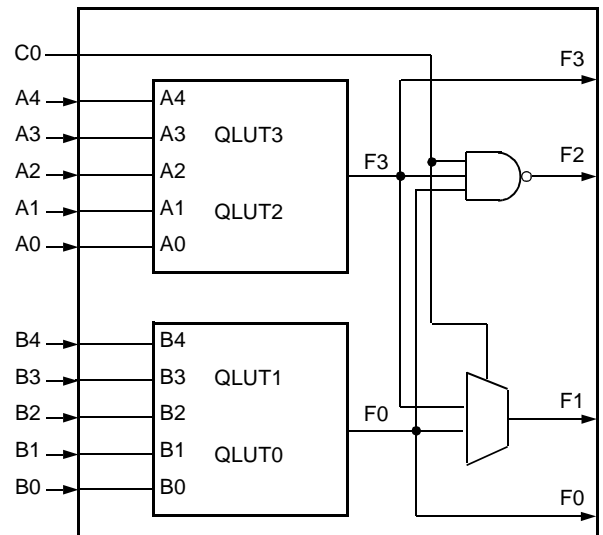 C0
F3
A4 A4
A3 A3 QLUT3
F2
A2 A2 F3
A1 A1 QLUT2
A0 A0
B4 B4
B3 B3 QLUT1
B2 B2 F0 F1
B1 B1 QLUT0
B0 B0 F0